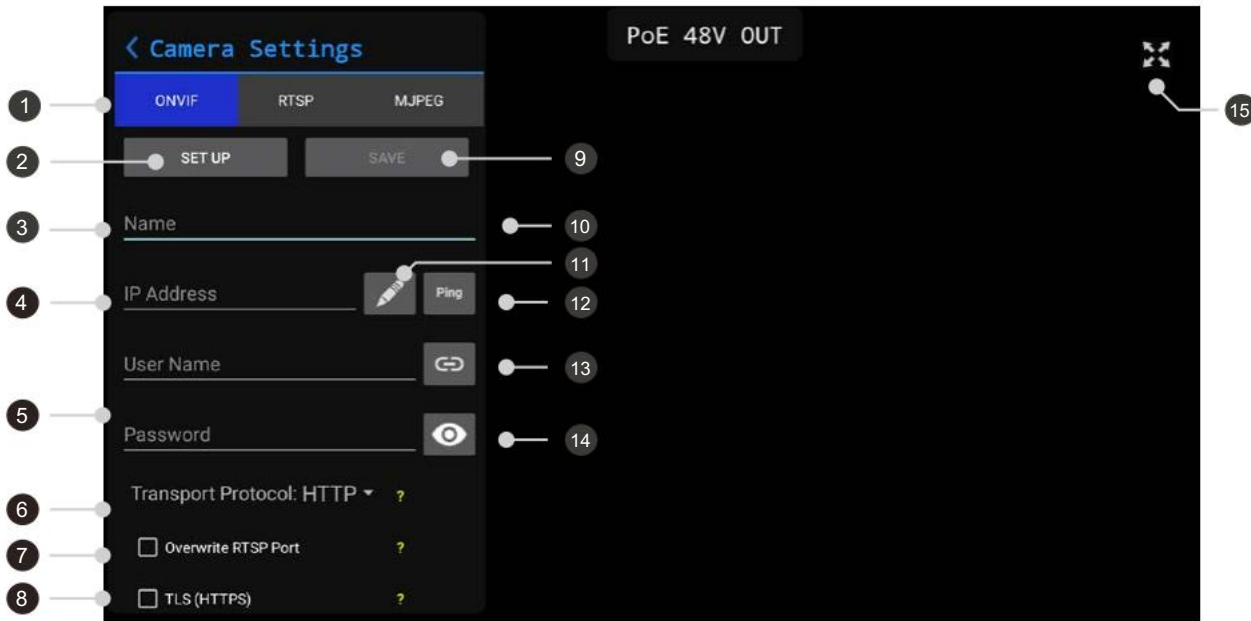 PoE 48V OUT
Camera Settings
1
ONVIF RTSP MJPEG
15
2
SET UP SAVE
9
3
Name
10
11
4
IP Address Ping
12
User Name
13
5
Password
14
6
Transport Protocol: HTTP ?
7
Overwrite RTSP Port ?
8
TLS (HTTPS) ?